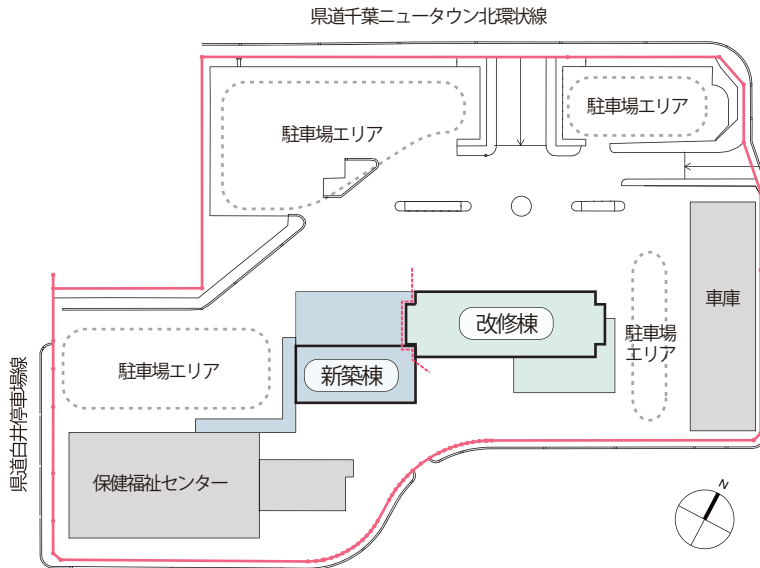 県道千葉ニュータウン北環状線
駐車場エリア
駐車場エリア
車庫
改修棟
駐車場
エリア
駐車場エリア
新築棟
県道白井停車場線
保健福祉センター
N